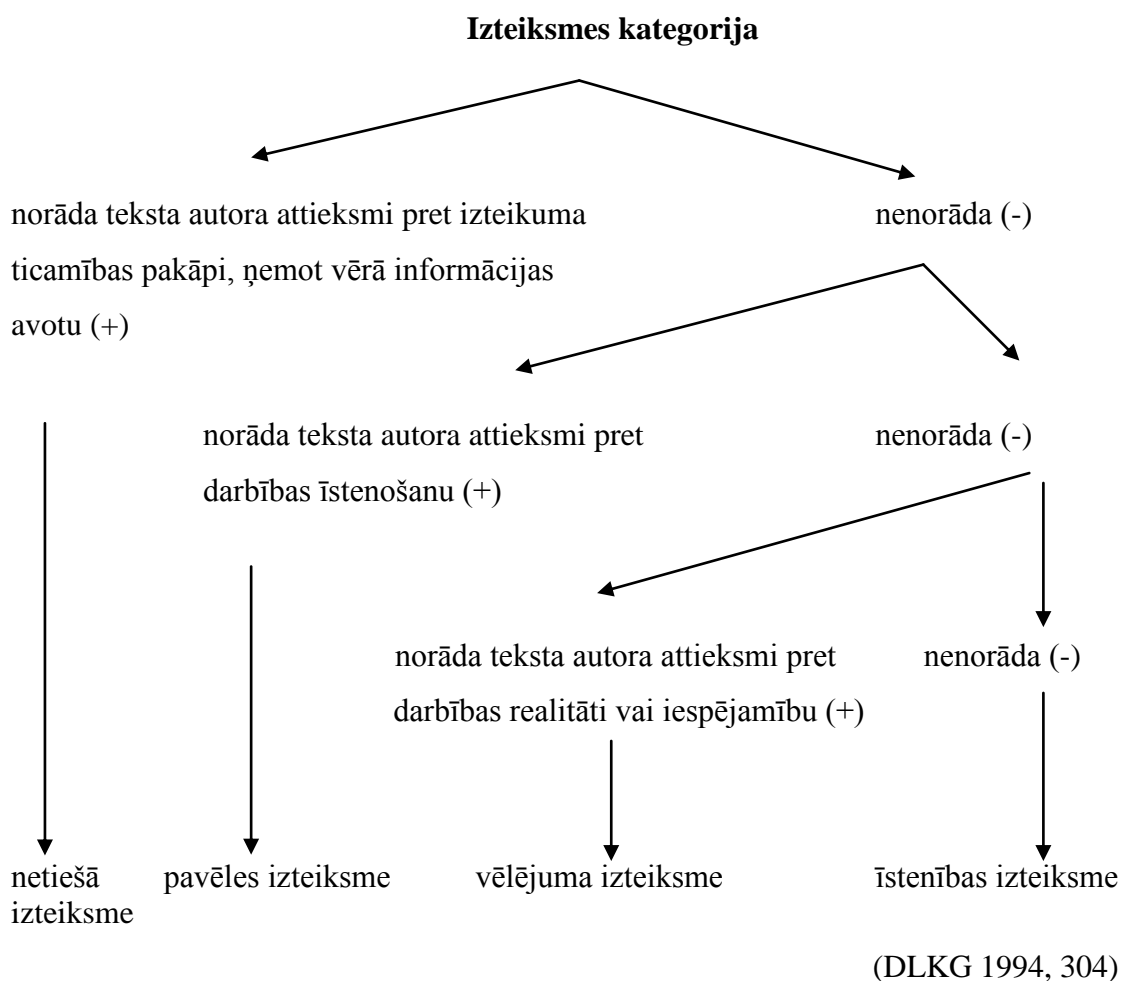 Izteiksmes kategorija
norāda teksta autora attieksmi pret izteikuma
ticamības pakāpi, ņemot vērā informācijas
avotu (+)
nenorāda (-)
norāda teksta autora attieksmi pret
darbības īstenošanu (+)
nenorāda (-)
norāda teksta autora attieksmi pret
darbības realitāti vai iespējamību (+)
nenorāda (-)
netiešā
izteiksme
pavēles izteiksme
vēlējuma izteiksme
īstenības izteiksme
(DLKG 1994, 304)